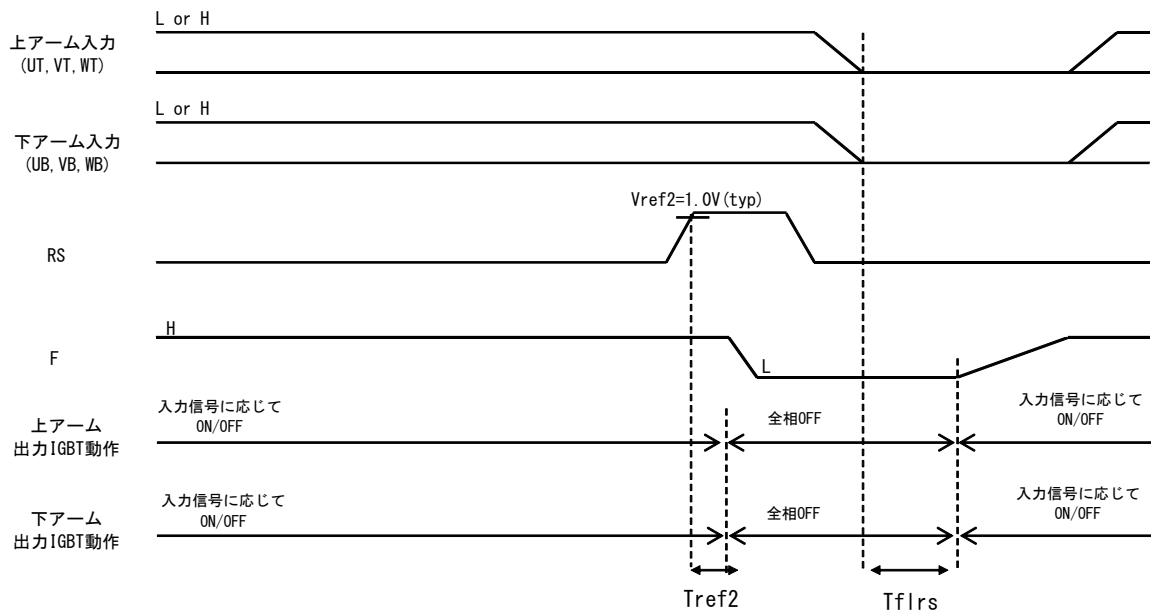 L or H
上アーム入力
(UT,VT,WT)
L or H
下アーム入力
(UB,VB,WB)
Vref2=1.0V(typ)
RS
H
F
L
上アーム
出力IGBT動作
入力信号に応じて
ON/OFF
全相OFF
入力信号に応じて
ON/OFF
下アーム
出力IGBT動作
入力信号に応じて
ON/OFF
全相OFF
入力信号に応じて
ON/OFF
Tref2
Tflrs